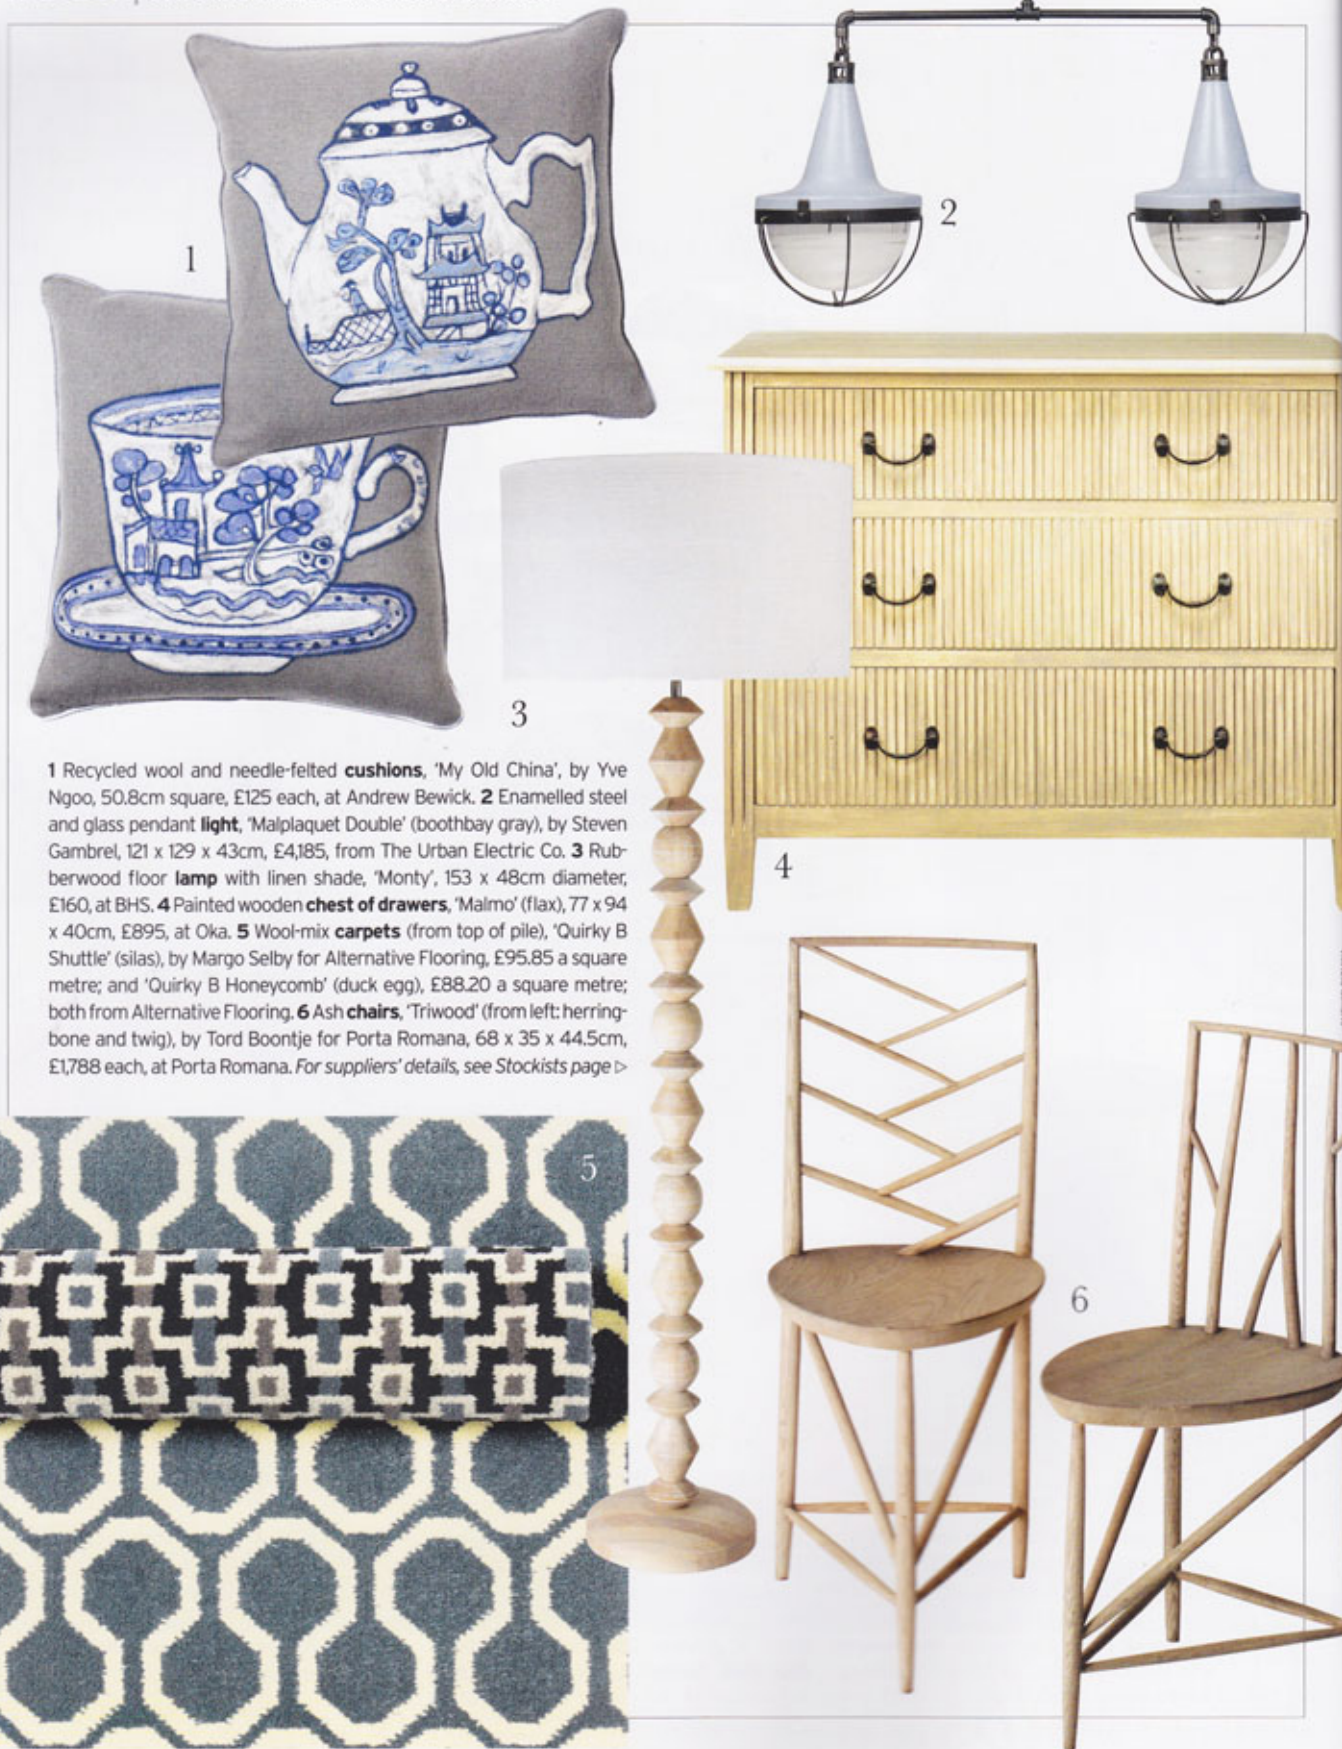 1
2
3
1 Recycled wool and needle-felted cushions, ‘My Old China’, by Yve
Ngoo, 50.8cm square, £125 each, at Andrew Bewick. 2 Enamelled steel
and glass pendant light, ‘Malplaquet Double’ (boothbay gray), by Steven
Gambrel, 121 x 129 x 43cm, £4,185, from The Urban Electric Co. 3 Rub-
berwood floor lamp with linen shade, ‘Monty’, 153 x 48cm diameter,
£160, at BHS. 4 Painted wooden chest of drawers, ‘Malmo’ (flax), 77 x 94
x 40cm, £895, at Oka. 5 Wool-mix carpets (from top of pile), ‘Quirky B
Shuttle’ (silas), by Margo Selby for Alternative Flooring, £95.85 a square
metre; and ‘Quirky B Honeycomb’ (duck egg), £88.20 a square metre;
both from Alternative Flooring. 6 Ash chairs, ‘Triwood’ (from left: herring-
bone and twig), by Tord Boontje for Porta Romana, 68 x 35 x 44.5cm,
£1,788 each, at Porta Romana. For suppliers’ details, see Stockists page ▷
4
5
6